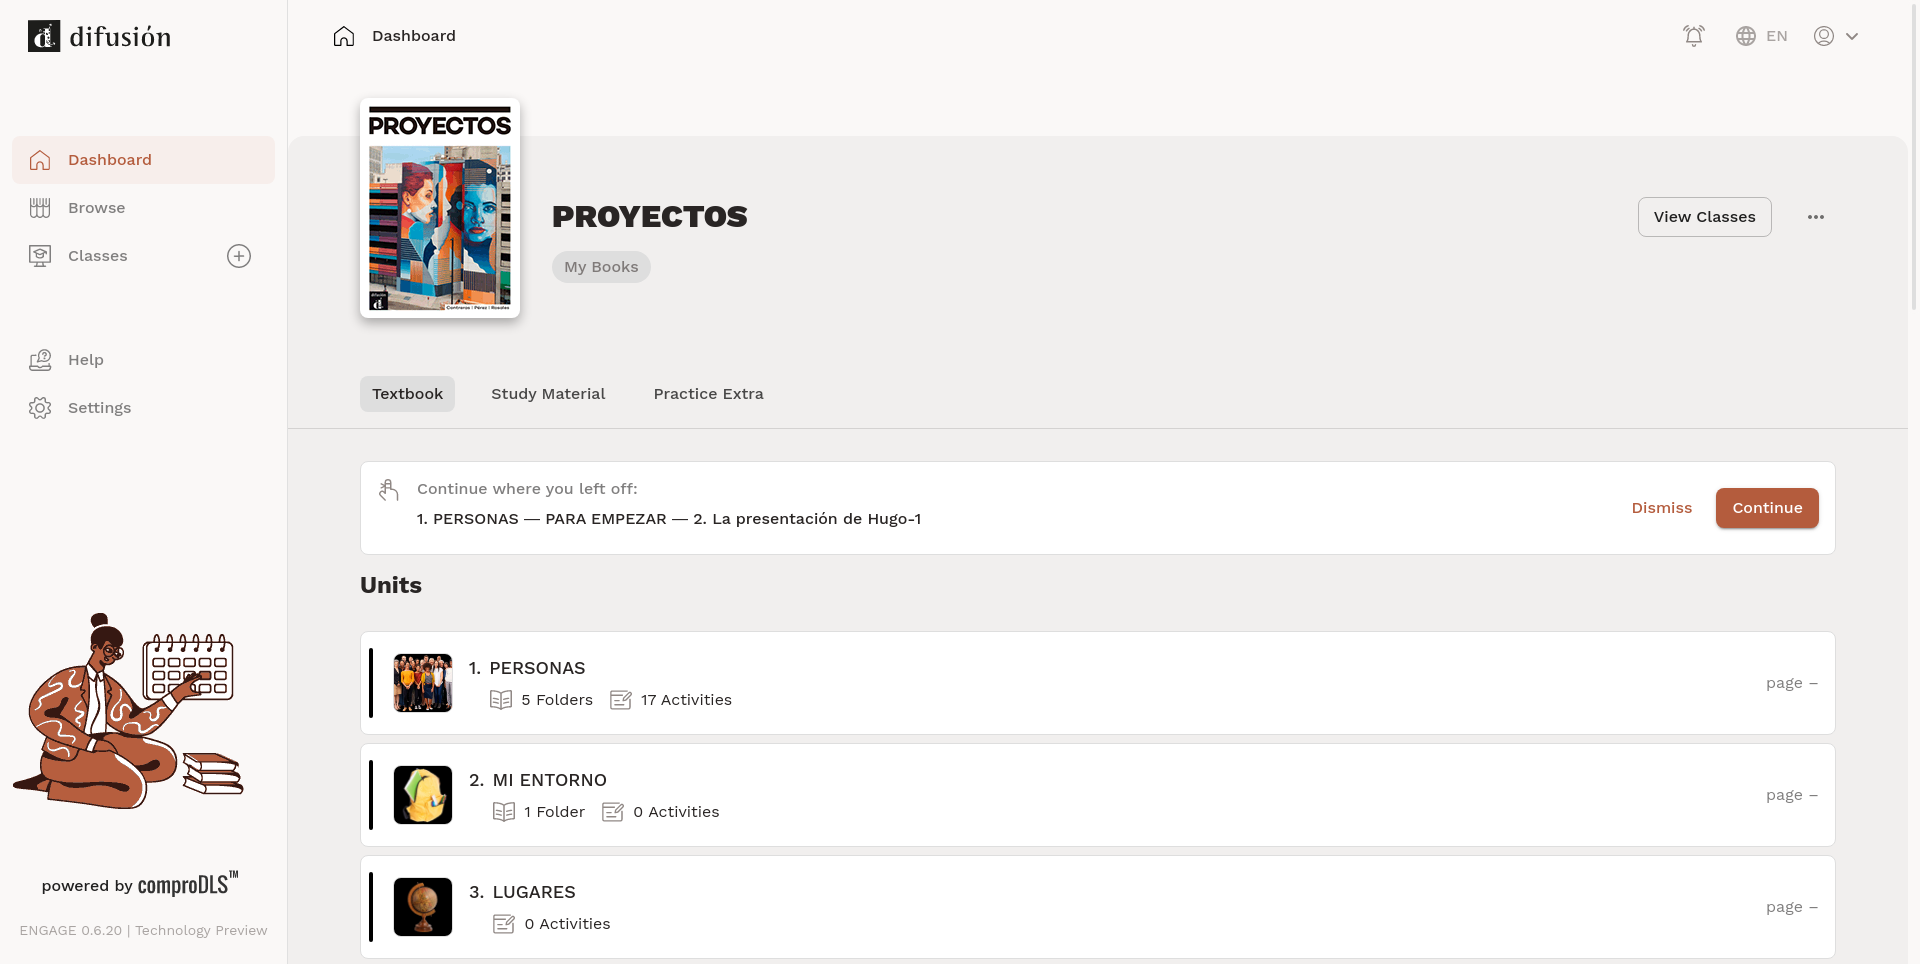 difusión
Dashboard
EN
Dashboard
Browse
Classes
Help
Settings
PROYECTOS
Contreras | Pérez | Rosales
PROYECTOS
My Books
View Classes
Textbook
Study Material
Practice Extra
Continue where you left off:
1. PERSONAS — PARA EMPEZAR — 2. La presentación de Hugo-1
Dismiss
Continue
Units
1. PERSONAS
5 Folders
17 Activities
page –
2. MI ENTORNO
1 Folder
0 Activities
page –
3. LUGARES
0 Activities
page –
powered by comproDLS™
ENGAGE 0.6.20 | Technology Preview